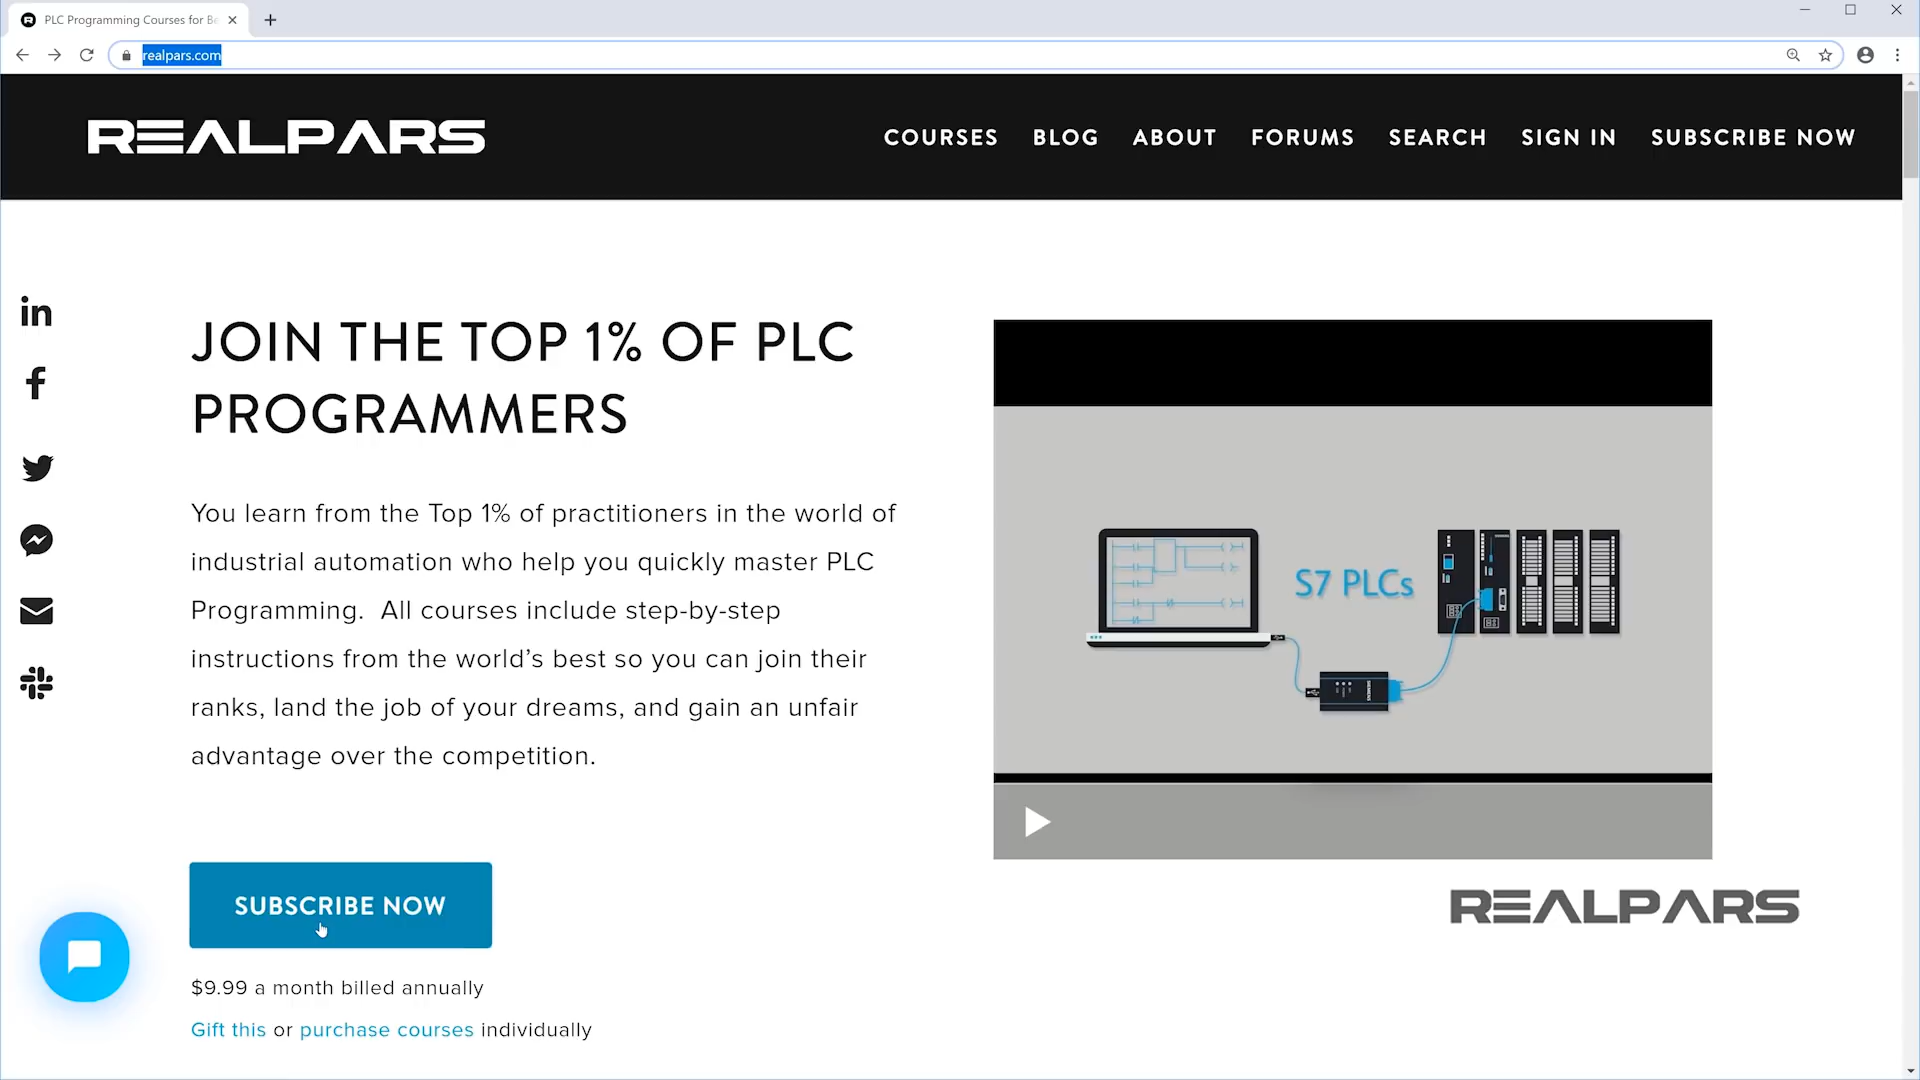 PLC Programming Courses for Be
realpars.com
REALPARS
COURSES BLOG ABOUT FORUMS SEARCH SIGN IN SUBSCRIBE NOW
JOIN THE TOP 1% OF PLC
PROGRAMMERS
You learn from the Top 1% of practitioners in the world of
industrial automation who help you quickly master PLC
Programming. All courses include step-by-step
instructions from the world’s best so you can join their
ranks, land the job of your dreams, and gain an unfair
advantage over the competition.
S7 PLCs
SIEMENS
SUBSCRIBE NOW
REALPARS
$9.99 a month billed annually
Gift this or purchase courses individually